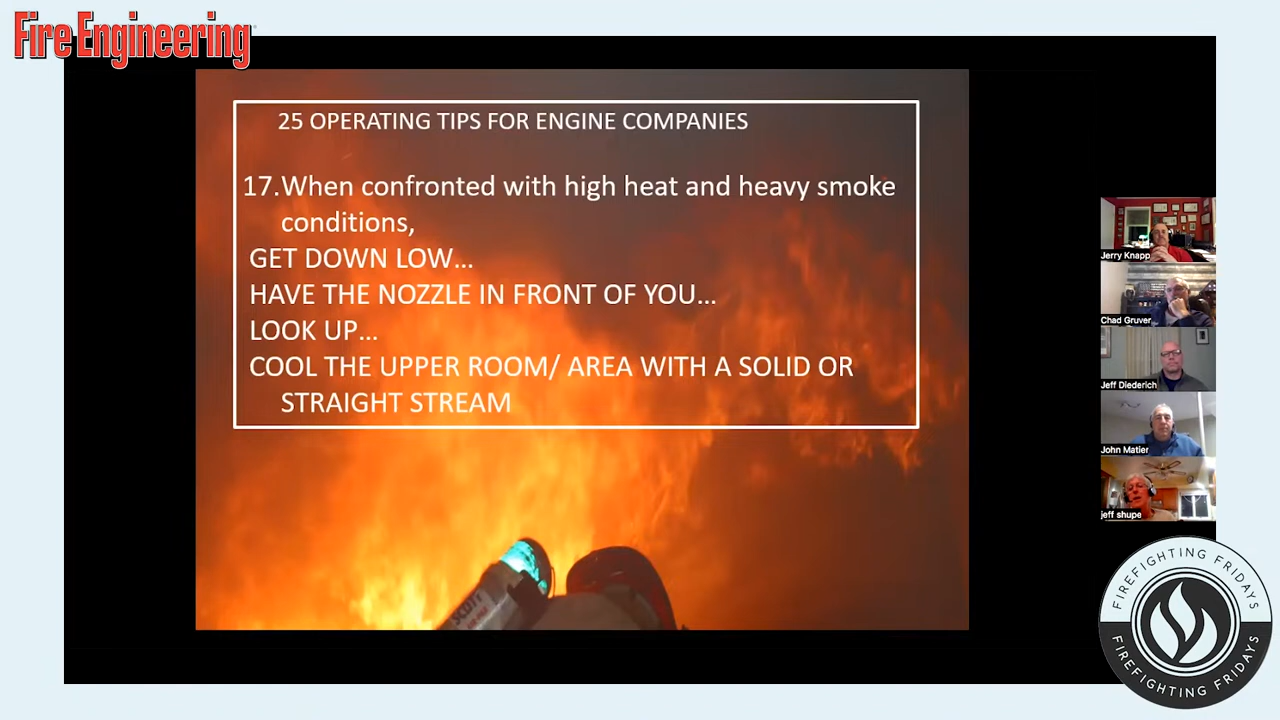 Fire Engineering
25 OPERATING TIPS FOR ENGINE COMPANIES
17.When confronted with high heat and heavy smoke
conditions,
GET DOWN LOW…
HAVE THE NOZZLE IN FRONT OF YOU…
LOOK UP…
COOL THE UPPER ROOM/ AREA WITH A SOLID OR
STRAIGHT STREAM
SCOTT
Jerry Knapp
Chad Gruver
Jeff Diederich
John Matier
jeff shupe
FIREFIGHTING FRIDAYS
FIREFIGHTING FRIDAYS